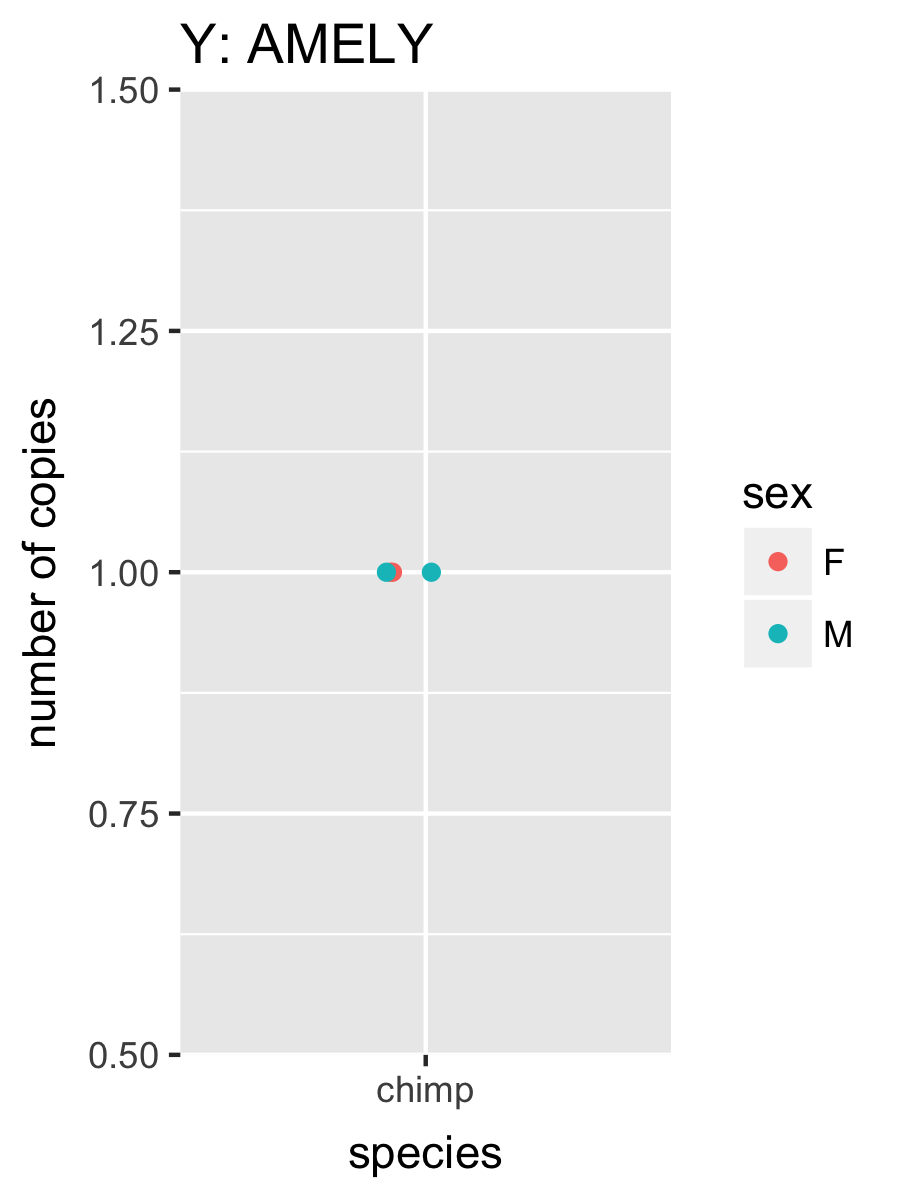 Y: AMELY
1.50
1.25
1.00
0.75
0.50
number of copies
chimp
species
sex
F
M